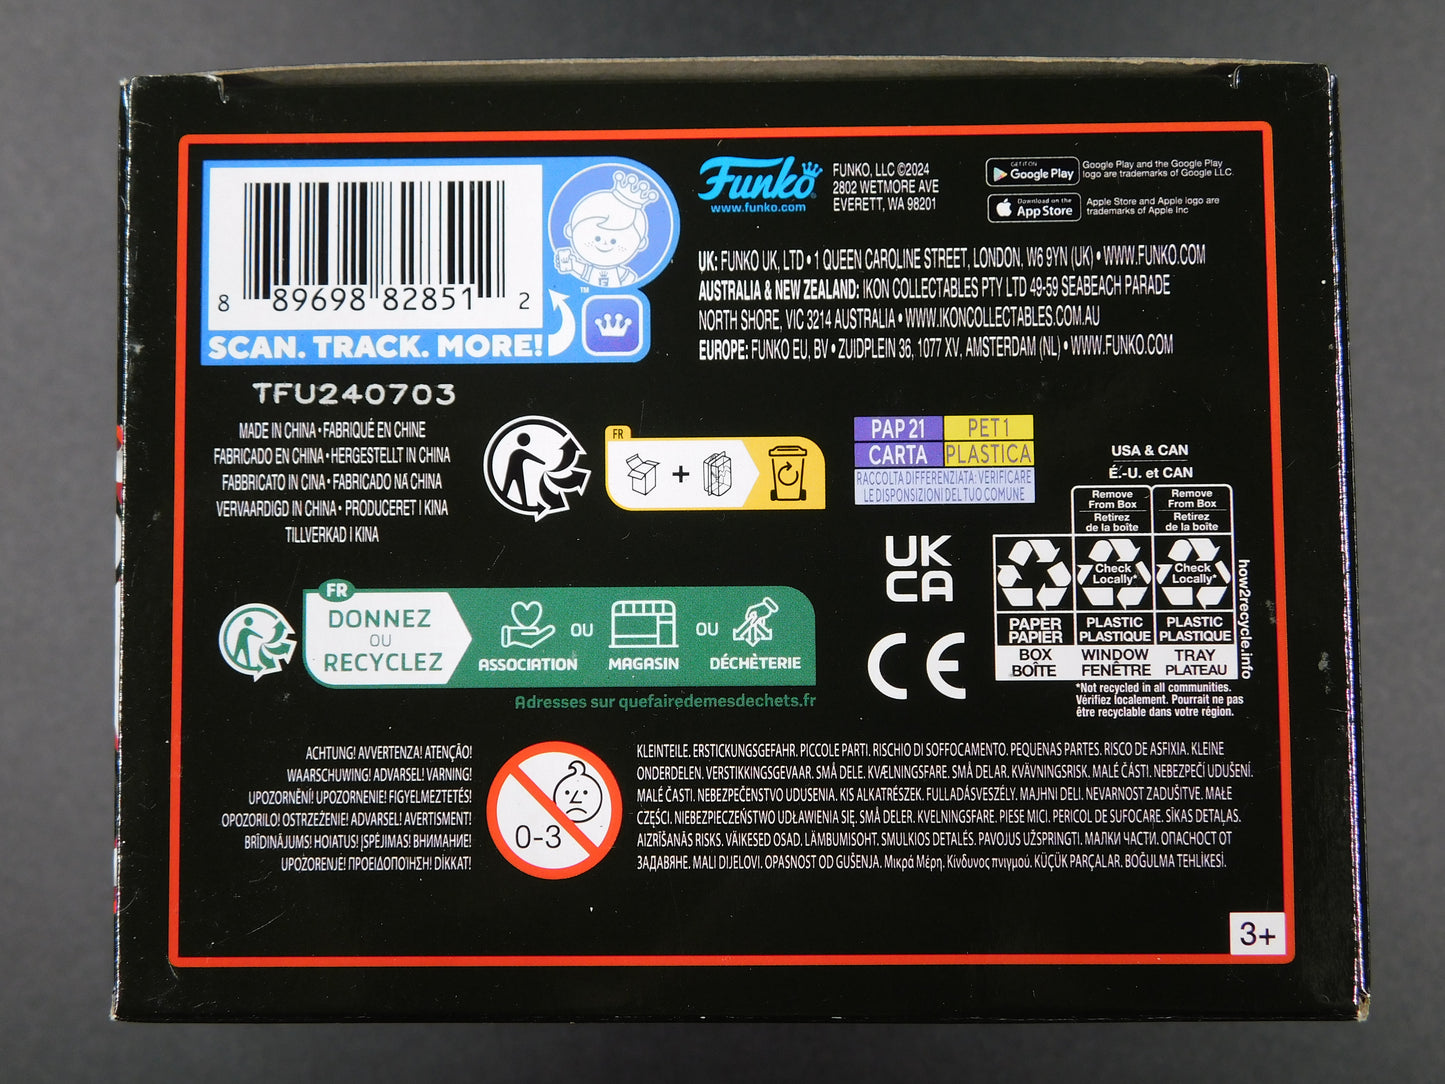 8 89698 82851 2
SCAN. TRACK. MORE!
™
TFU240703
Funko
www.funko.com
FUNKO, LLC ©2024
2802 WETMORE AVE
EVERETT, WA 98201
GET IT ON
Google Play
Google Play and the Google Play
logo are trademarks of Google LLC.
Download on the
App Store
Apple Store and Apple logo are
trademarks of Apple Inc
UK: FUNKO UK, LTD • 1 QUEEN CAROLINE STREET, LONDON, W6 9YN (UK) • WWW.FUNKO.COM
AUSTRALIA & NEW ZEALAND: IKON COLLECTABLES PTY LTD 49-59 SEABEACH PARADE
NORTH SHORE, VIC 3214 AUSTRALIA • WWW.IKONCOLLECTABLES.COM.AU
EUROPE: FUNKO EU, BV • ZUIDPLEIN 36, 1077 XV, AMSTERDAM (NL) • WWW.FUNKO.COM
MADE IN CHINA • FABRIQUÉ EN CHINE
FABRICADO EN CHINA • HERGESTELLT IN CHINA
FABBRICATO IN CINA • FABRICADO NA CHINA
VERVAARDIGD IN CHINA • PRODUCERET I KINA
TILLVERKAD I KINA
FR
+
PAP 21
PET 1
CARTA
PLASTICA
RACCOLTA DIFFERENZIATA: VERIFICARE
LE DISPONSIZIONI DEL TUO COMUNE
USA & CAN
É.-U. et CAN
Remove
From Box
Retirez
de la boîte
Remove
From Box
Retirez
de la boîte
Check
Locally*
Check
Locally*
PAPER
PAPIER
PLASTIC
PLASTIQUE
PLASTIC
PLASTIQUE
BOX
BOÎTE
WINDOW
FENÊTRE
TRAY
PLATEAU
how2recycle.info
*Not recycled in all communities.
Vérifiez localement. Pourrait ne pas
être recyclable dans votre région.
UK
CA
CE
FR
DONNEZ
OU
RECYCLEZ
ASSOCIATION
OU
MAGASIN
OU
DÉCHÈTERIE
Adresses sur quefairedemesdechets.fr
ACHTUNG! AVVERTENZA! ATENÇÃO!
WAARSCHUWING! ADVARSEL! VARNING!
UPOZORNĚNÍ! UPOZORNENIE! FIGYELMEZTETÉS!
OPOZORILO! OSTRZEŻENIE! ADVARSEL! AVERTISMENT!
BRĪDINĀJUMS! HOIATUS! ĮSPĖJIMAS! ВНИМАНИЕ!
UPOZORENJE! ΠΡΟΕΙΔΟΠΟΙΗΣΗ! DİKKAT!
0-3
KLEINTEILE. ERSTICKUNGSGEFAHR. PICCOLE PARTI. RISCHIO DI SOFFOCAMENTO. PEQUENAS PARTES. RISCO DE ASFIXIA. KLEINE
ONDERDELEN. VERSTIKKINGSGEVAAR. SMÅ DELE. KVÆLNINGSFARE. SMÅ DELAR. KVÄVNINGSRISK. MALÉ ČÁSTI. NEBEZPEČÍ UDUŠENÍ.
MALÉ ČASTI. NEBEZPEČENSTVO UDUSENIA. KIS ALKATRÉSZEK. FULLADÁSVESZÉLY. MAJHNI DELI. NEVARNOST ZADUŠITVE. MAŁE
CZĘŚCI. NIEBEZPIECZEŃSTWO UDŁAWIENIA SIĘ. SMÅ DELER. KVELNINGSFARE. PIESE MICI. PERICOL DE SUFOCARE. SĪKAS DETAĻAS.
AIZRĪŠANĀS RISKS. VÄIKESED OSAD. LÄMBUMISOHT. SMULKIOS DETALĖS. PAVOJUS UŽSPRINGTI. МАЛКИ ЧАСТИ. ОПАСНОСТ ОТ
ЗАДАВЯНЕ. MALI DIJELOVI. OPASNOST OD GUŠENJA. Μικρά Μέρη. Κίνδυνος πνιγμού. KÜÇÜK PARÇALAR. BOĞULMA TEHLİKESİ.
3+